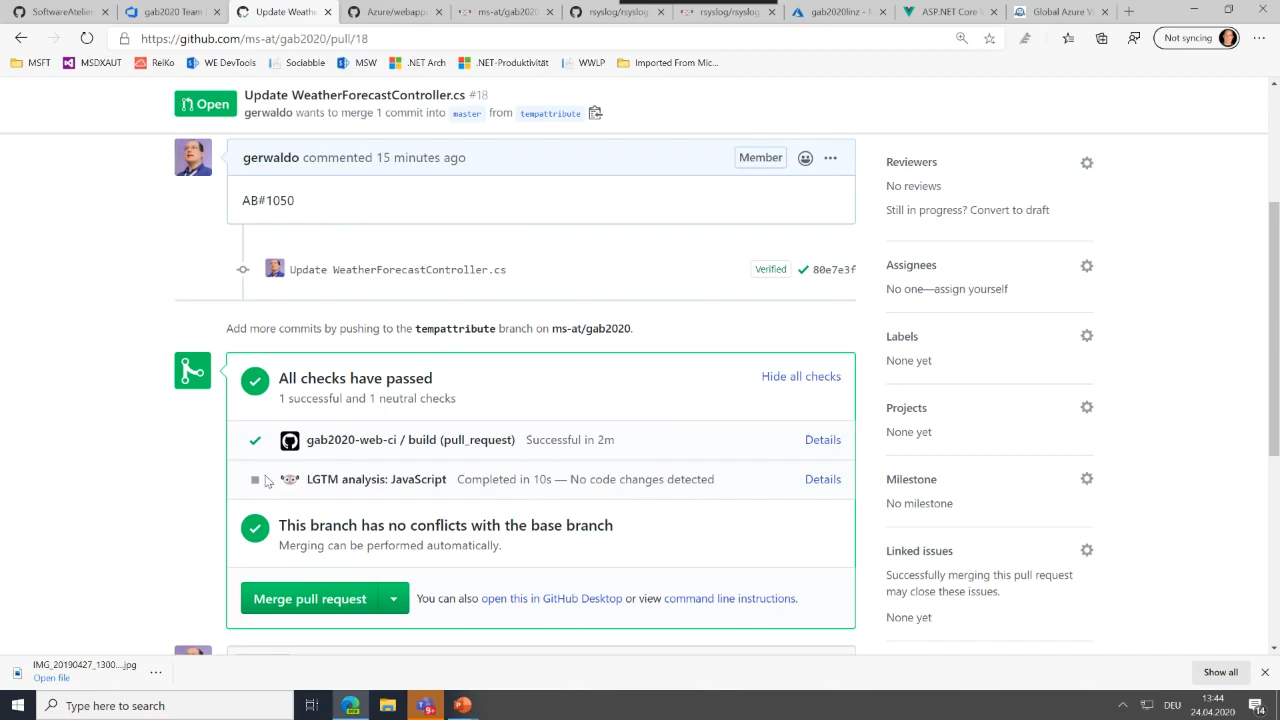 SoftwareAtelier
gab2020 Team
Update Weather
Azure/webapps
ms-at/gab2020
rsyslog/rsyslog
rsyslog/rsyslog
gab2020linz
ASP.NET Core
Global Azure
https://github.com/ms-at/gab2020/pull/18
Not syncing
MSFT
MSDXAUT
ReiKo
WE DevTools
Sociabble
MSW
.NET Arch
.NET-Produktivität
WWLP
Imported From Mic...
Open
Update WeatherForecastController.cs #18
gerwaldo wants to merge 1 commit into master from tempattribute
gerwaldo commented 15 minutes ago
Member
AB#1050
Update WeatherForecastController.cs
Verified
80e7e3f
Add more commits by pushing to the tempattribute branch on ms-at/gab2020.
All checks have passed
Hide all checks
1 successful and 1 neutral checks
gab2020-web-ci / build (pull_request) Successful in 2m
Details
LGTM analysis: JavaScript Completed in 10s — No code changes detected
Details
This branch has no conflicts with the base branch
Merging can be performed automatically.
Merge pull request
You can also open this in GitHub Desktop or view command line instructions.
Reviewers
No reviews
Still in progress? Convert to draft
Assignees
No one—assign yourself
Labels
None yet
Projects
None yet
Milestone
No milestone
Linked issues
Successfully merging this pull request
may close these issues.
None yet
IMG_20190427_1300....jpg
Open file
Show all
Type here to search
9+
DEU
13:44
24.04.2020
14